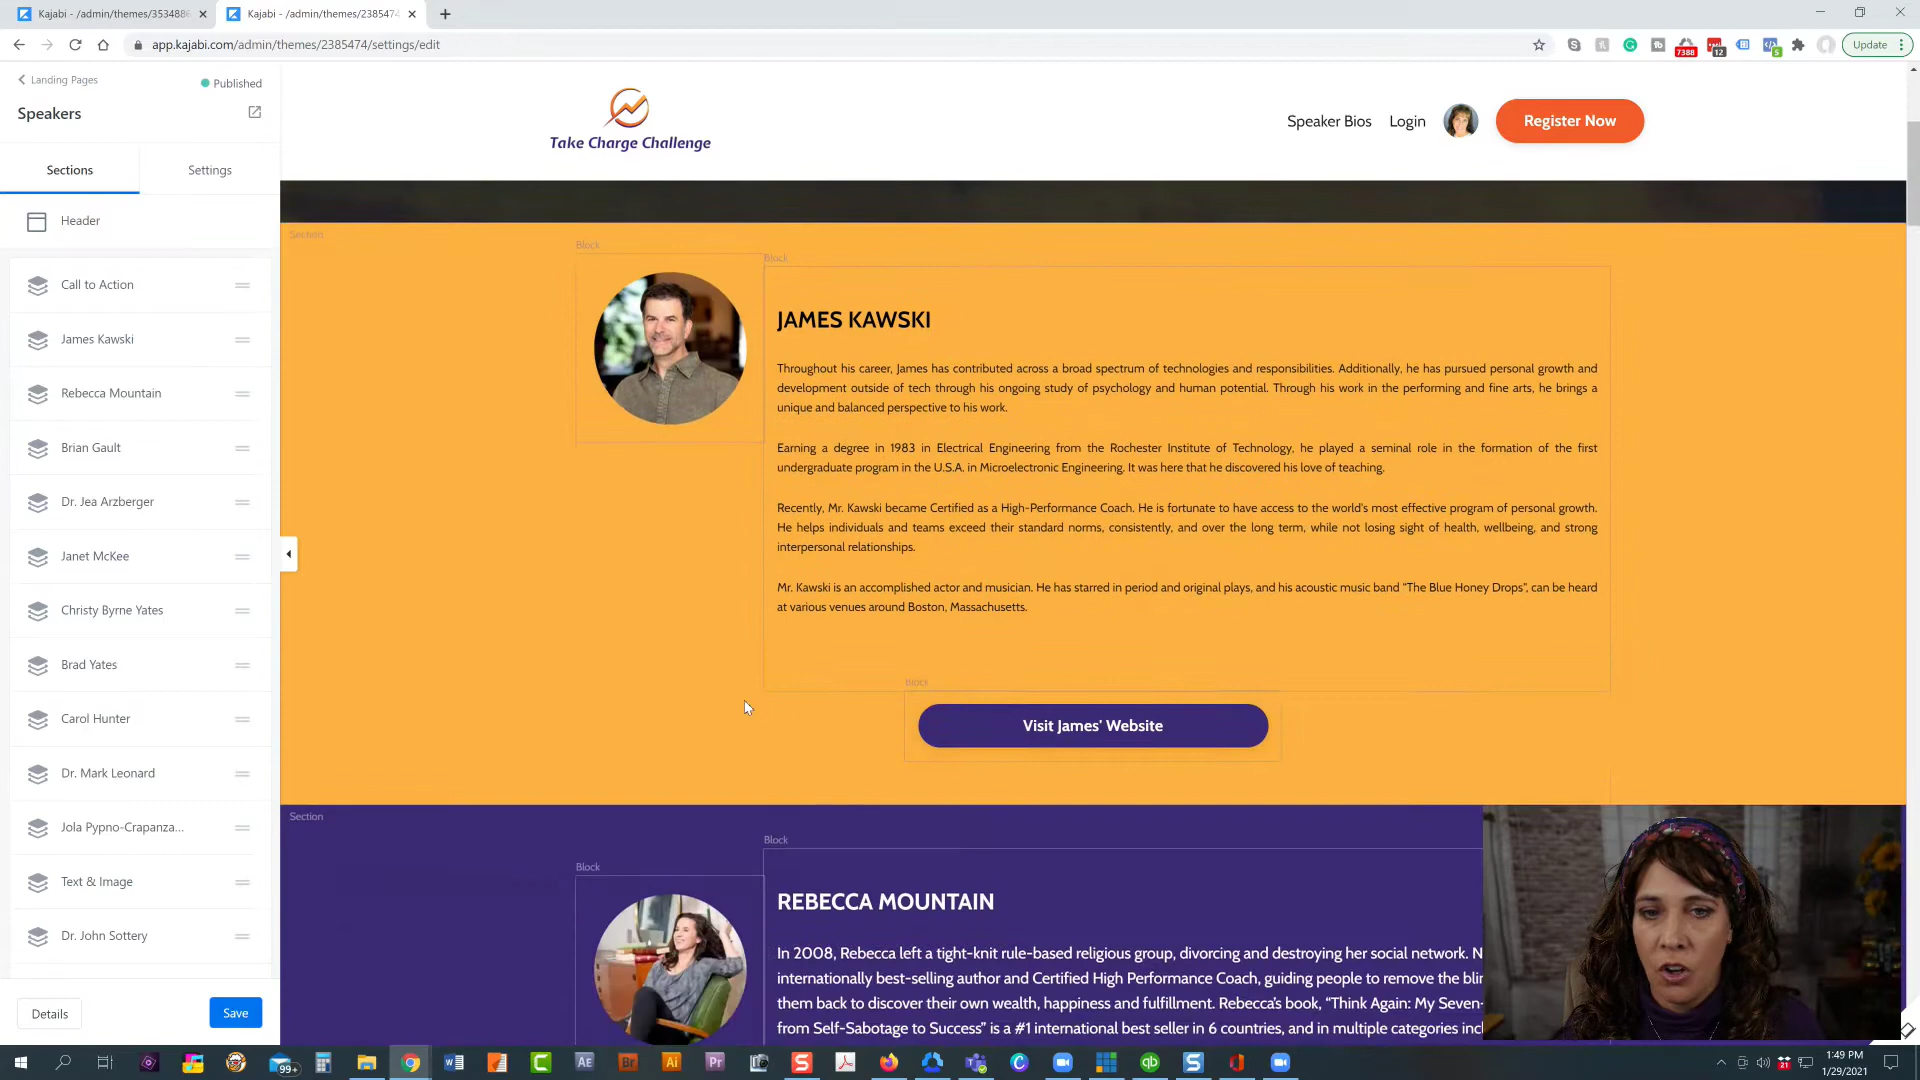 Kajabi - /admin/themes/3534886
Kajabi - /admin/themes/2385474
app.kajabi.com/admin/themes/2385474/settings/edit
7388
12
5
Update
Landing Pages
Published
Speakers
Sections
Settings
Header
Call to Action
James Kawski
Rebecca Mountain
Brian Gault
Dr. Jea Arzberger
Janet McKee
Christy Byrne Yates
Brad Yates
Carol Hunter
Dr. Mark Leonard
Jola Pypno-Crapanza...
Text & Image
Dr. John Sottery
Details
Save
Take Charge Challenge
Speaker Bios
Login
Register Now
Section
Block
Block
JAMES KAWSKI
Throughout his career, James has contributed across a broad spectrum of technologies and responsibilities. Additionally, he has pursued personal growth and
development outside of tech through his ongoing study of psychology and human potential. Through his work in the performing and fine arts, he brings a
unique and balanced perspective to his work.
Earning a degree in 1983 in Electrical Engineering from the Rochester Institute of Technology, he played a seminal role in the formation of the first
undergraduate program in the U.S.A. in Microelectronic Engineering. It was here that he discovered his love of teaching.
Recently, Mr. Kawski became Certified as a High-Performance Coach. He is fortunate to have access to the world's most effective program of personal growth.
He helps individuals and teams exceed their standard norms, consistently, and over the long term, while not losing sight of health, wellbeing, and strong
interpersonal relationships.
Mr. Kawski is an accomplished actor and musician. He has starred in period and original plays, and his acoustic music band “The Blue Honey Drops”, can be heard
at various venues around Boston, Massachusetts.
Block
Visit James' Website
Section
Block
Block
REBECCA MOUNTAIN
In 2008, Rebecca left a tight-knit rule-based religious group, divorcing and destroying her social network. N
internationally best-selling author and Certified High Performance Coach, guiding people to remove the blin
them back to discover their own wealth, happiness and fulfillment. Rebecca's book, “Think Again: My Seven-
from Self-Sabotage to Success” is a #1 international best seller in 6 countries, and in multiple categories incl
99+
AE
Br
Ai
Pr
21
1:49 PM
1/29/2021